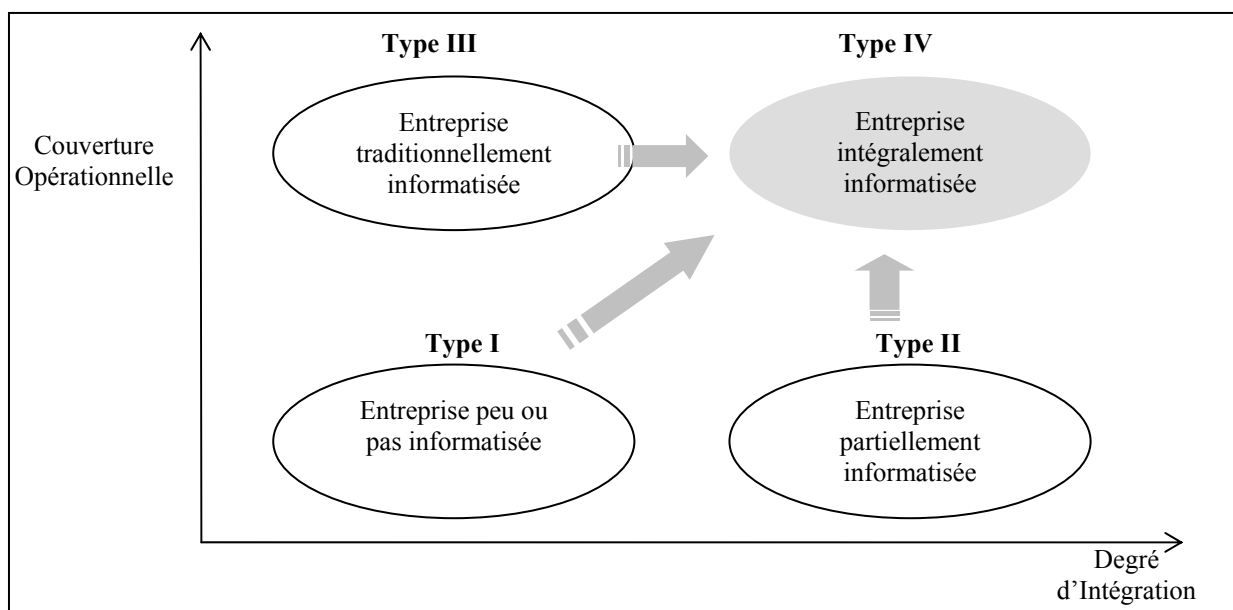 Type III
Type IV
Couverture
Opérationnelle
Entreprise
traditionnellement
informatisée
Entreprise
intégralement
informatisée
Type I
Type II
Entreprise peu ou
pas informatisée
Entreprise
partiellement
informatisée
Degré
d’Intégration